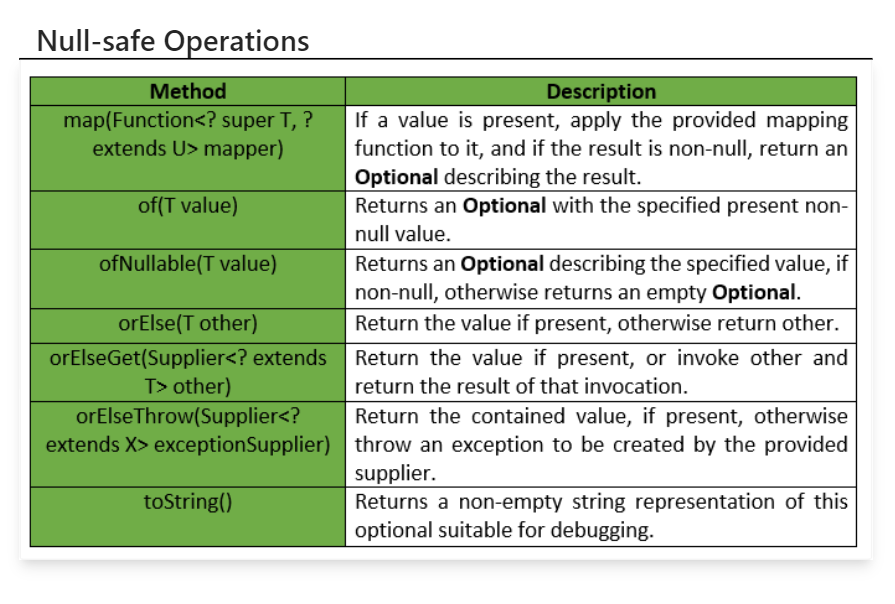 Null-safe Operations
Method
Description
map(Function<? super T, ?
extends U> mapper)
If a value is present, apply the provided mapping
function to it, and if the result is non-null, return an
Optional describing the result.
of(T value)
Returns an Optional with the specified present non-
null value.
ofNullable(T value)
Returns an Optional describing the specified value, if
non-null, otherwise returns an empty Optional.
orElse(T other)
Return the value if present, otherwise return other.
orElseGet(Supplier<? extends
T> other)
Return the value if present, or invoke other and
return the result of that invocation.
orElseThrow(Supplier<?
extends X> exceptionSupplier)
Return the contained value, if present, otherwise
throw an exception to be created by the provided
supplier.
toString()
Returns a non-empty string representation of this
optional suitable for debugging.